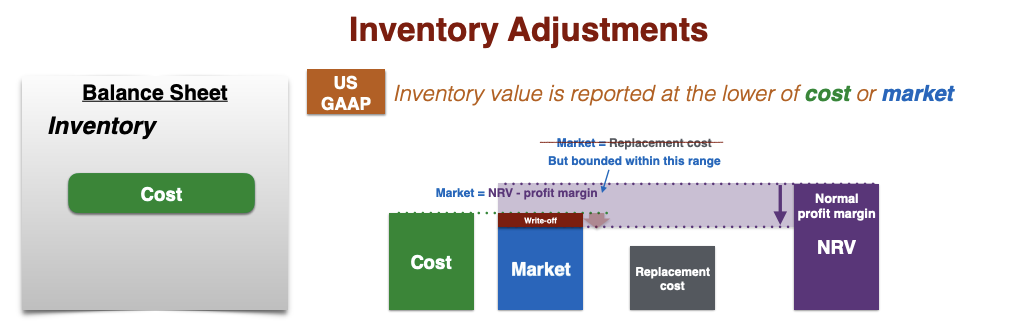 Inventory Adjustments
Balance Sheet
Inventory
Cost
US
GAAP
Inventory value is reported at the lower of cost or market
Market = Replacement cost
But bounded within this range
Market = NRV - profit margin
Cost
Write-off
Market
Replacement
cost
Normal
profit margin
NRV